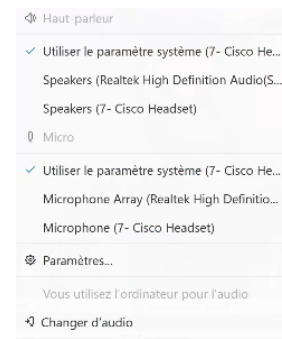 Haut-parleur
Utiliser le paramètre système (7- Cisco He...
Speakers (Realtek High Definition Audio(S...
Speakers (7- Cisco Headset)
Micro
Utiliser le paramètre système (7- Cisco He...
Microphone Array (Realtek High Definitio...
Microphone (7- Cisco Headset)
Paramètres...
Vous utilisez l'ordinateur pour l'audio
Changer d'audio